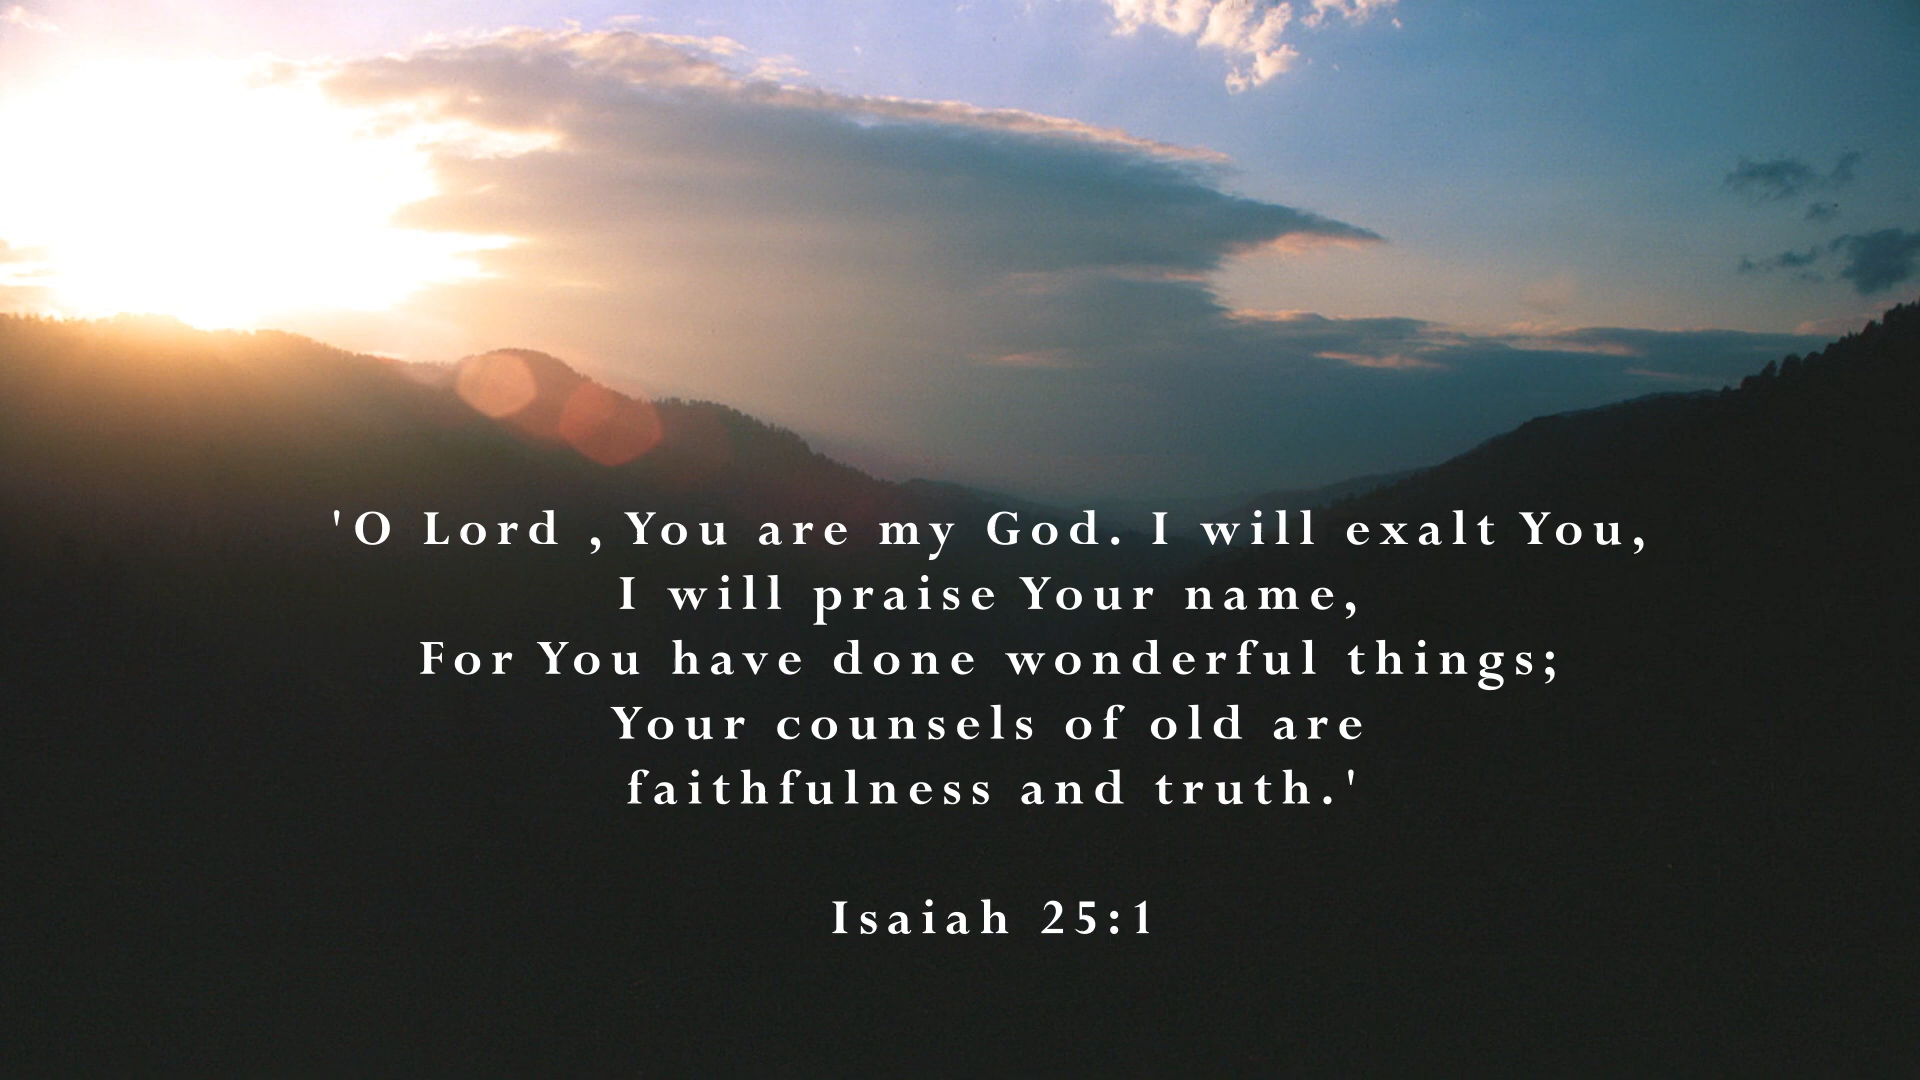 'O Lord , You are my God. I will exalt You,
I will praise Your name,
For You have done wonderful things;
Your counsels of old are
faithfulness and truth.'
Isaiah 25:1